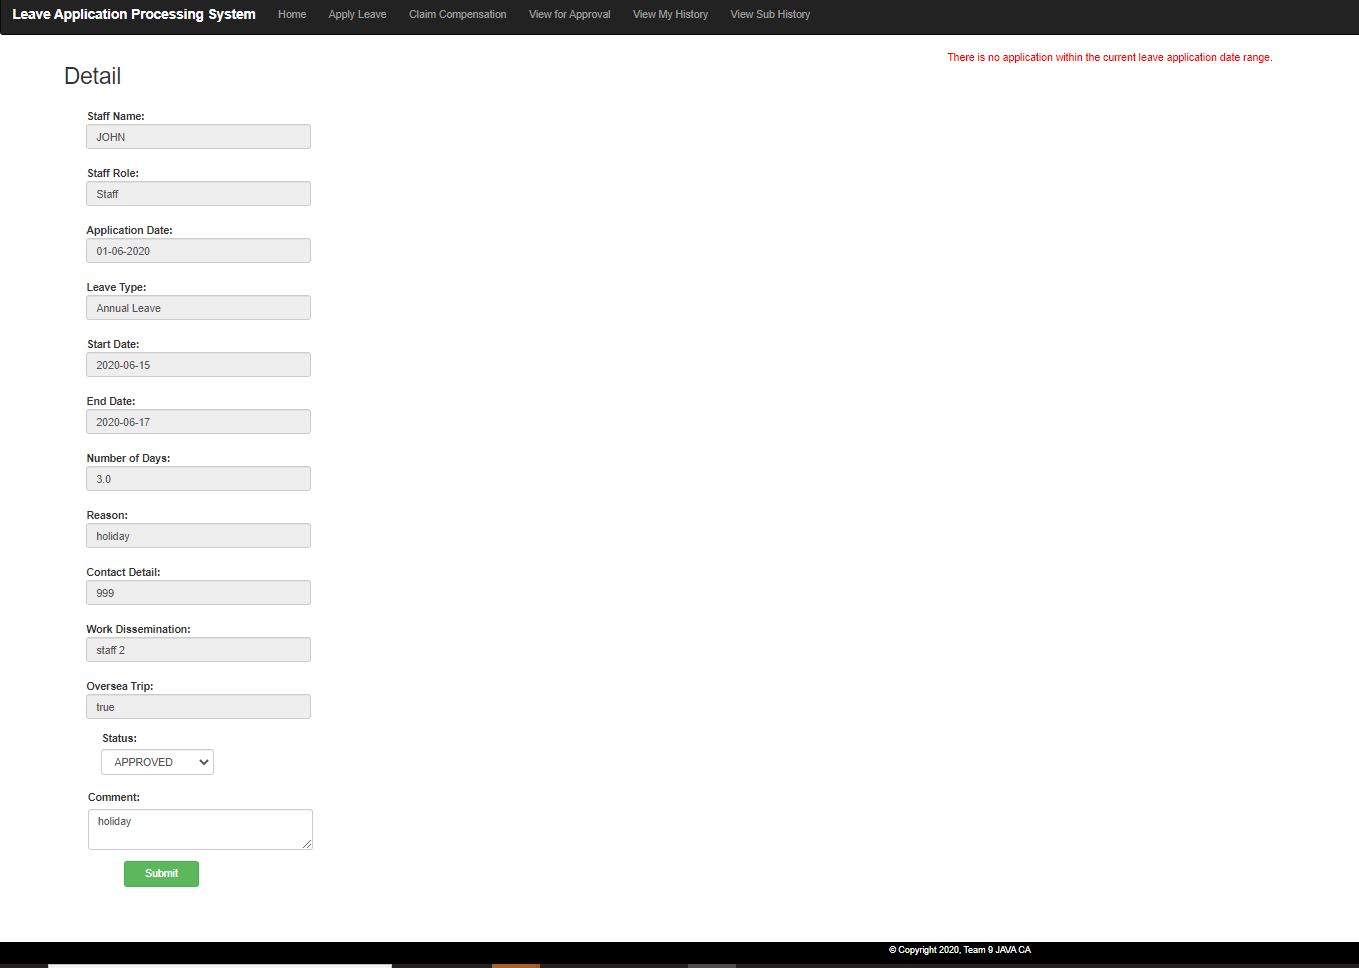 Leave Application Processing System Home Apply Leave Claim Compensation View for Approval View My History View Sub History
There is no application within the current leave application date range.
Detail
Staff Name:
JOHN
Staff Role:
Staff
Application Date:
01-06-2020
Leave Type:
Annual Leave
Start Date:
2020-06-15
End Date:
2020-06-17
Number of Days:
3.0
Reason:
holiday
Contact Detail:
999
Work Dissemination:
staff 2
Oversea Trip:
true
Status:
APPROVED
Comment:
holiday
Submit
© Copyright 2020, Team 9 JAVA CA